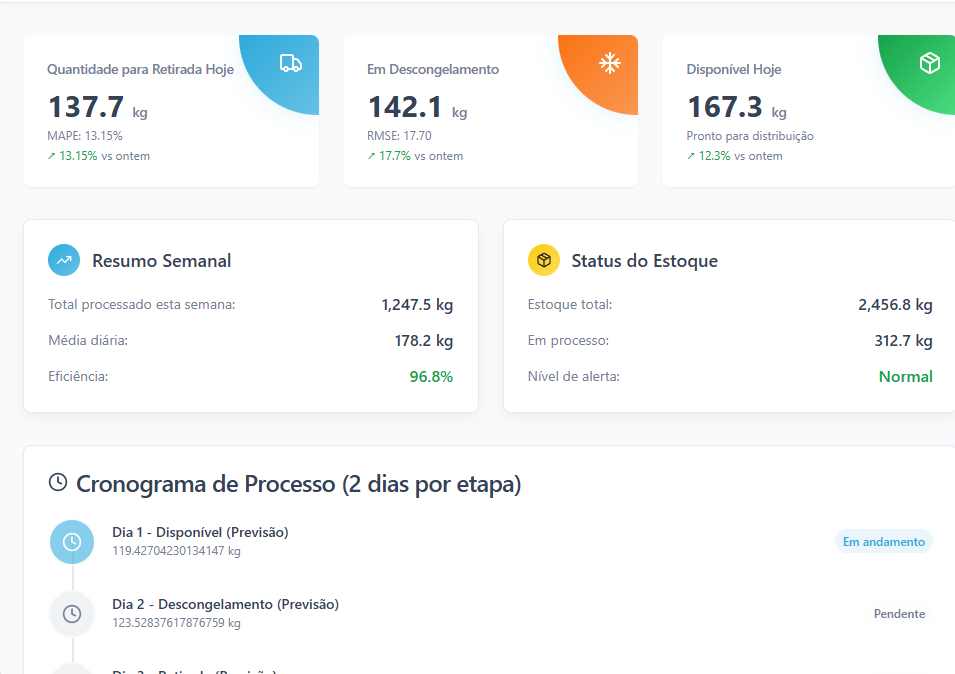 Quantidade para Retirada Hoje
137.7 kg
MAPE: 13.15%
↗ 13.15% vs ontem
Em Descongelamento
142.1 kg
RMSE: 17.70
↗ 17.7% vs ontem
Disponível Hoje
167.3 kg
Pronto para distribuição
↗ 12.3% vs ontem
Resumo Semanal
Total processado esta semana: 1,247.5 kg
Média diária: 178.2 kg
Eficiência: 96.8%
Status do Estoque
Estoque total: 2,456.8 kg
Em processo: 312.7 kg
Nível de alerta: Normal
Cronograma de Processo (2 dias por etapa)
Dia 1 - Disponível (Previsão)
119.42704230134147 kg
Em andamento
Dia 2 - Descongelamento (Previsão)
123.52837617876759 kg
Pendente